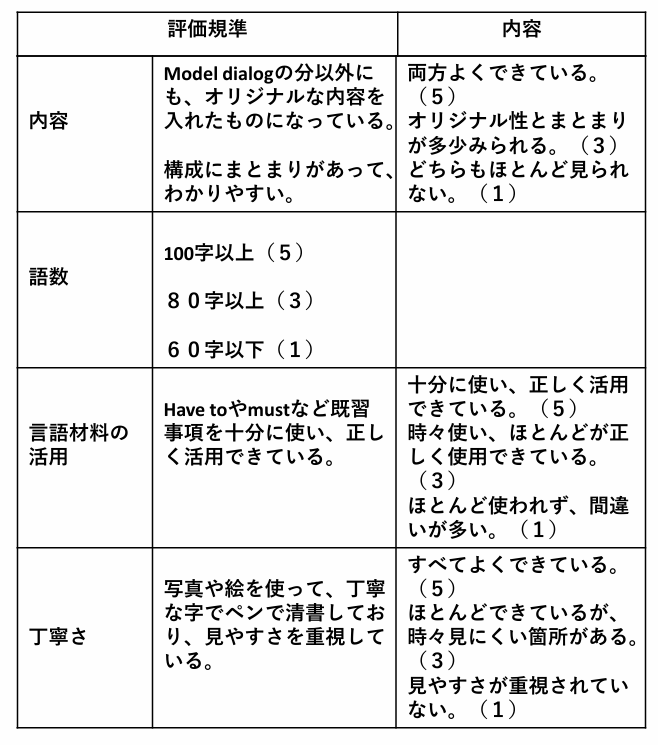 評価規準
内容
内容
Model dialogの分以外に
も、オリジナルな内容を
入れたものになっている。
構成にまとまりがあって、
わかりやすい。
両方よくできている。
（５）
オリジナル性とまとまり
が多少みられる。（３）
どちらもほとんど見られ
ない。（１）
語数
100字以上（５）
８０字以上（３）
６０字以下（１）
言語材料の
活用
Have toやmustなど既習
事項を十分に使い、正し
く活用できている。
十分に使い、正しく活用
できている。（５）
時々使い、ほとんどが正
しく使用できている。
（３）
ほとんど使われず、間違
いが多い。（１）
丁寧さ
写真や絵を使って、丁寧
な字でペンで清書してお
り、見やすさを重視して
いる。
すべてよくできている。
（５）
ほとんどできているが、
時々見にくい箇所がある。
（３）
見やすさが重視されてい
ない。（１）